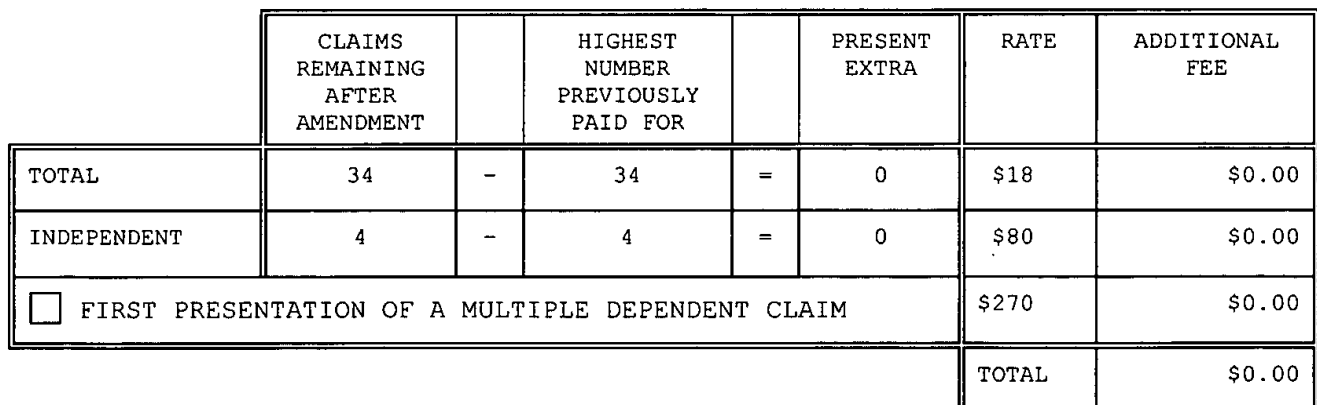 CLAIMS REMAINING AFTER AMENDMENT HIGHEST NUMBER PREVIOUSLY PAID FOR PRESENT EXTRA RATE ADDITIONAL FEE
TOTAL 34 - 34 = 0 $18 $0.00
INDEPENDENT 4 - 4 = 0 $80 $0.00
FIRST PRESENTATION OF A MULTIPLE DEPENDENT CLAIM $270 $0.00
TOTAL $0.00